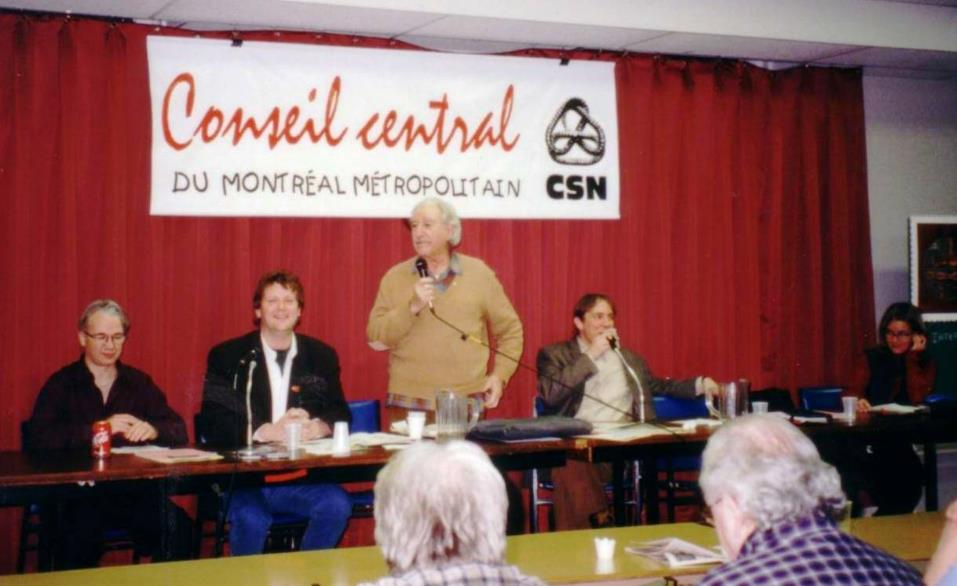 Conseil central
DU MONTRÉAL MÉTROPOLITAIN
CSN